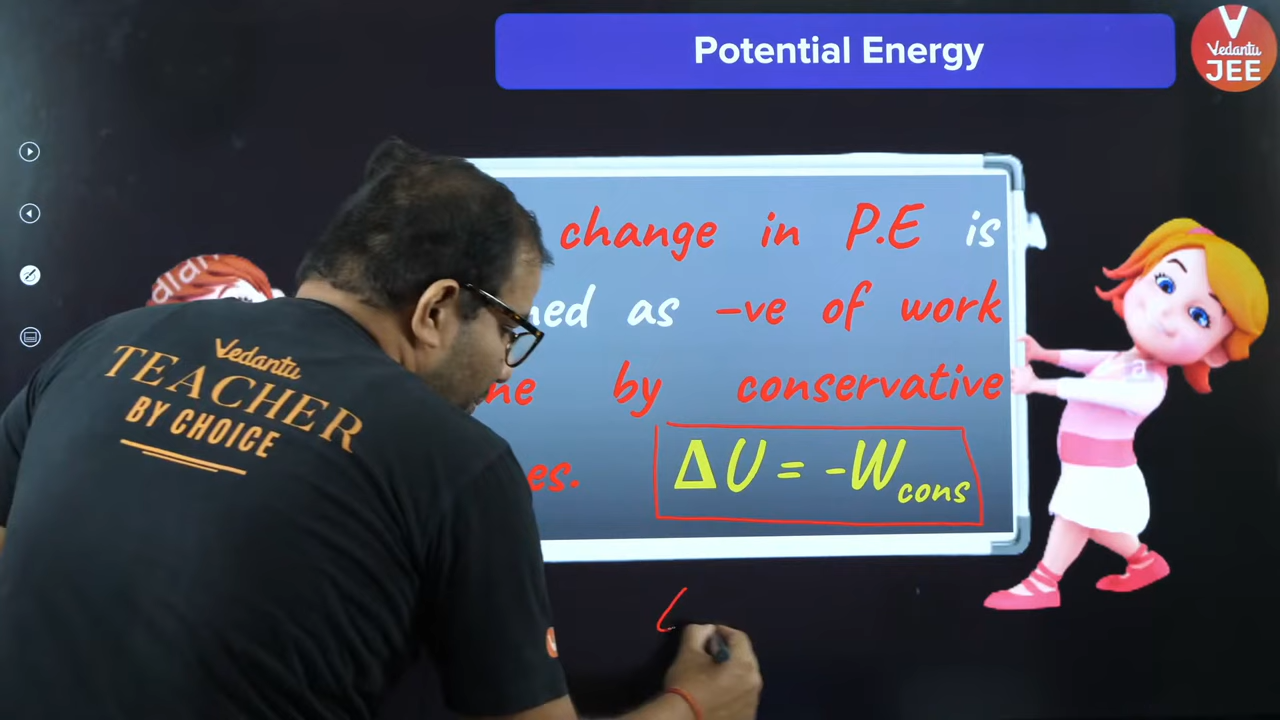 Potential Energy
Vedantu
JEE
change in P.E is
ned as -ve of work
ne by conservative
es. ΔU = -Wcons
Vedantu
TEACHER
BY CHOICE